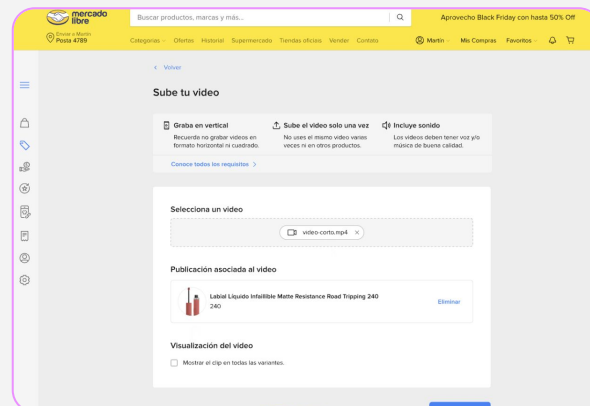 mercado
libre
Buscar productos, marcas y más...
Aprovecho Black Friday con hasta 50% Off
Enviar a Martín
Posta 4789
Categorías Ofertas Historial Supermercado Tiendas oficiais Vender Contato
Martín Mis Compras Favoritos
Volver
Sube tu video
Graba en vertical
Recuerde no grabar videos en
formato horizontal ni cuadrado.
Sube el video solo una vez
No uses el mismo video varias
veces ni en otros productos.
Incluye sonido
Los videos deben tener voz y/o
música de buena calidad.
Conoce todos los requisitos
Selecciona un video
video-corto.mp4
Publicación asociada al video
Labial Líquido Infaillible Matte Resistance Road Tripping 240
240
Eliminar
Visualización del video
Mostrar el clip en todas las variantes.